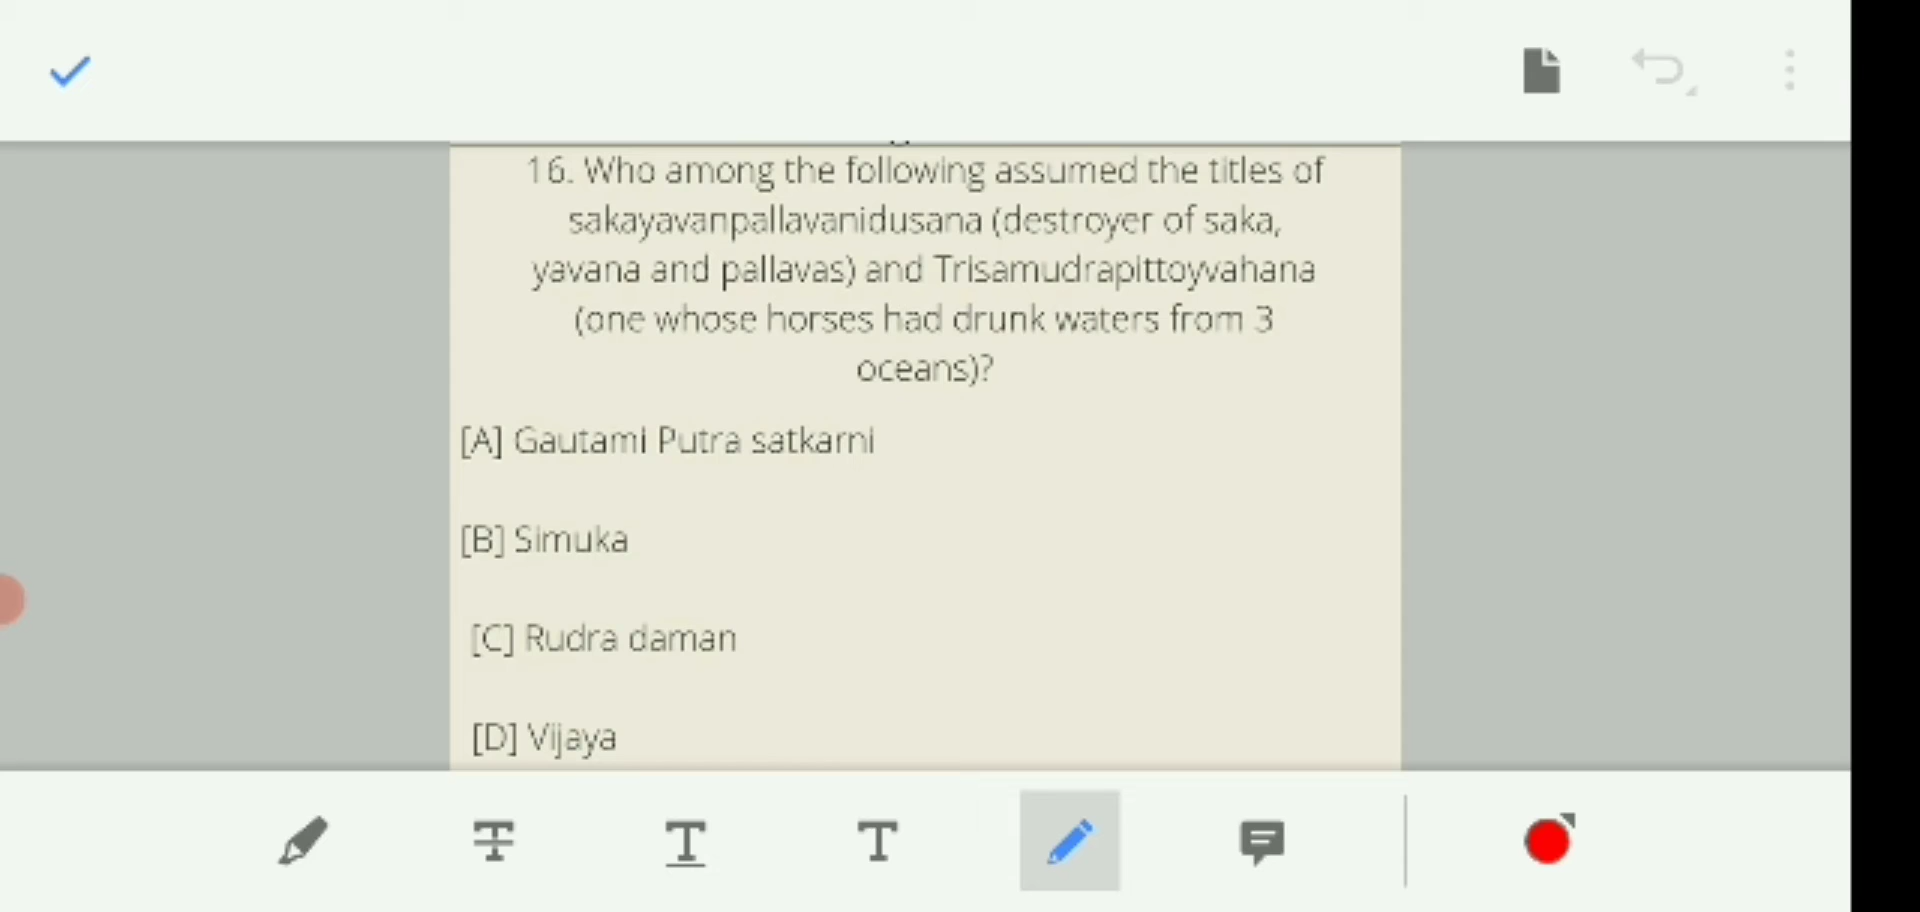 16. Who among the following assumed the titles of
sakayavanpallavanidusana (destroyer of saka,
yavana and pallavas) and Trisamudrapittoyvahana
(one whose horses had drunk waters from 3
oceans)?
[A] Gautami Putra satkarni
[B] Simuka
[C] Rudra daman
[D] Vijaya